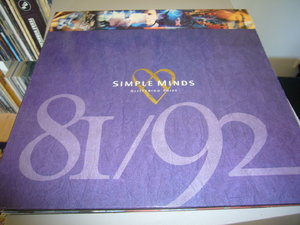 SIMPLE MINDS
GLITTERING PRIZE
81/92